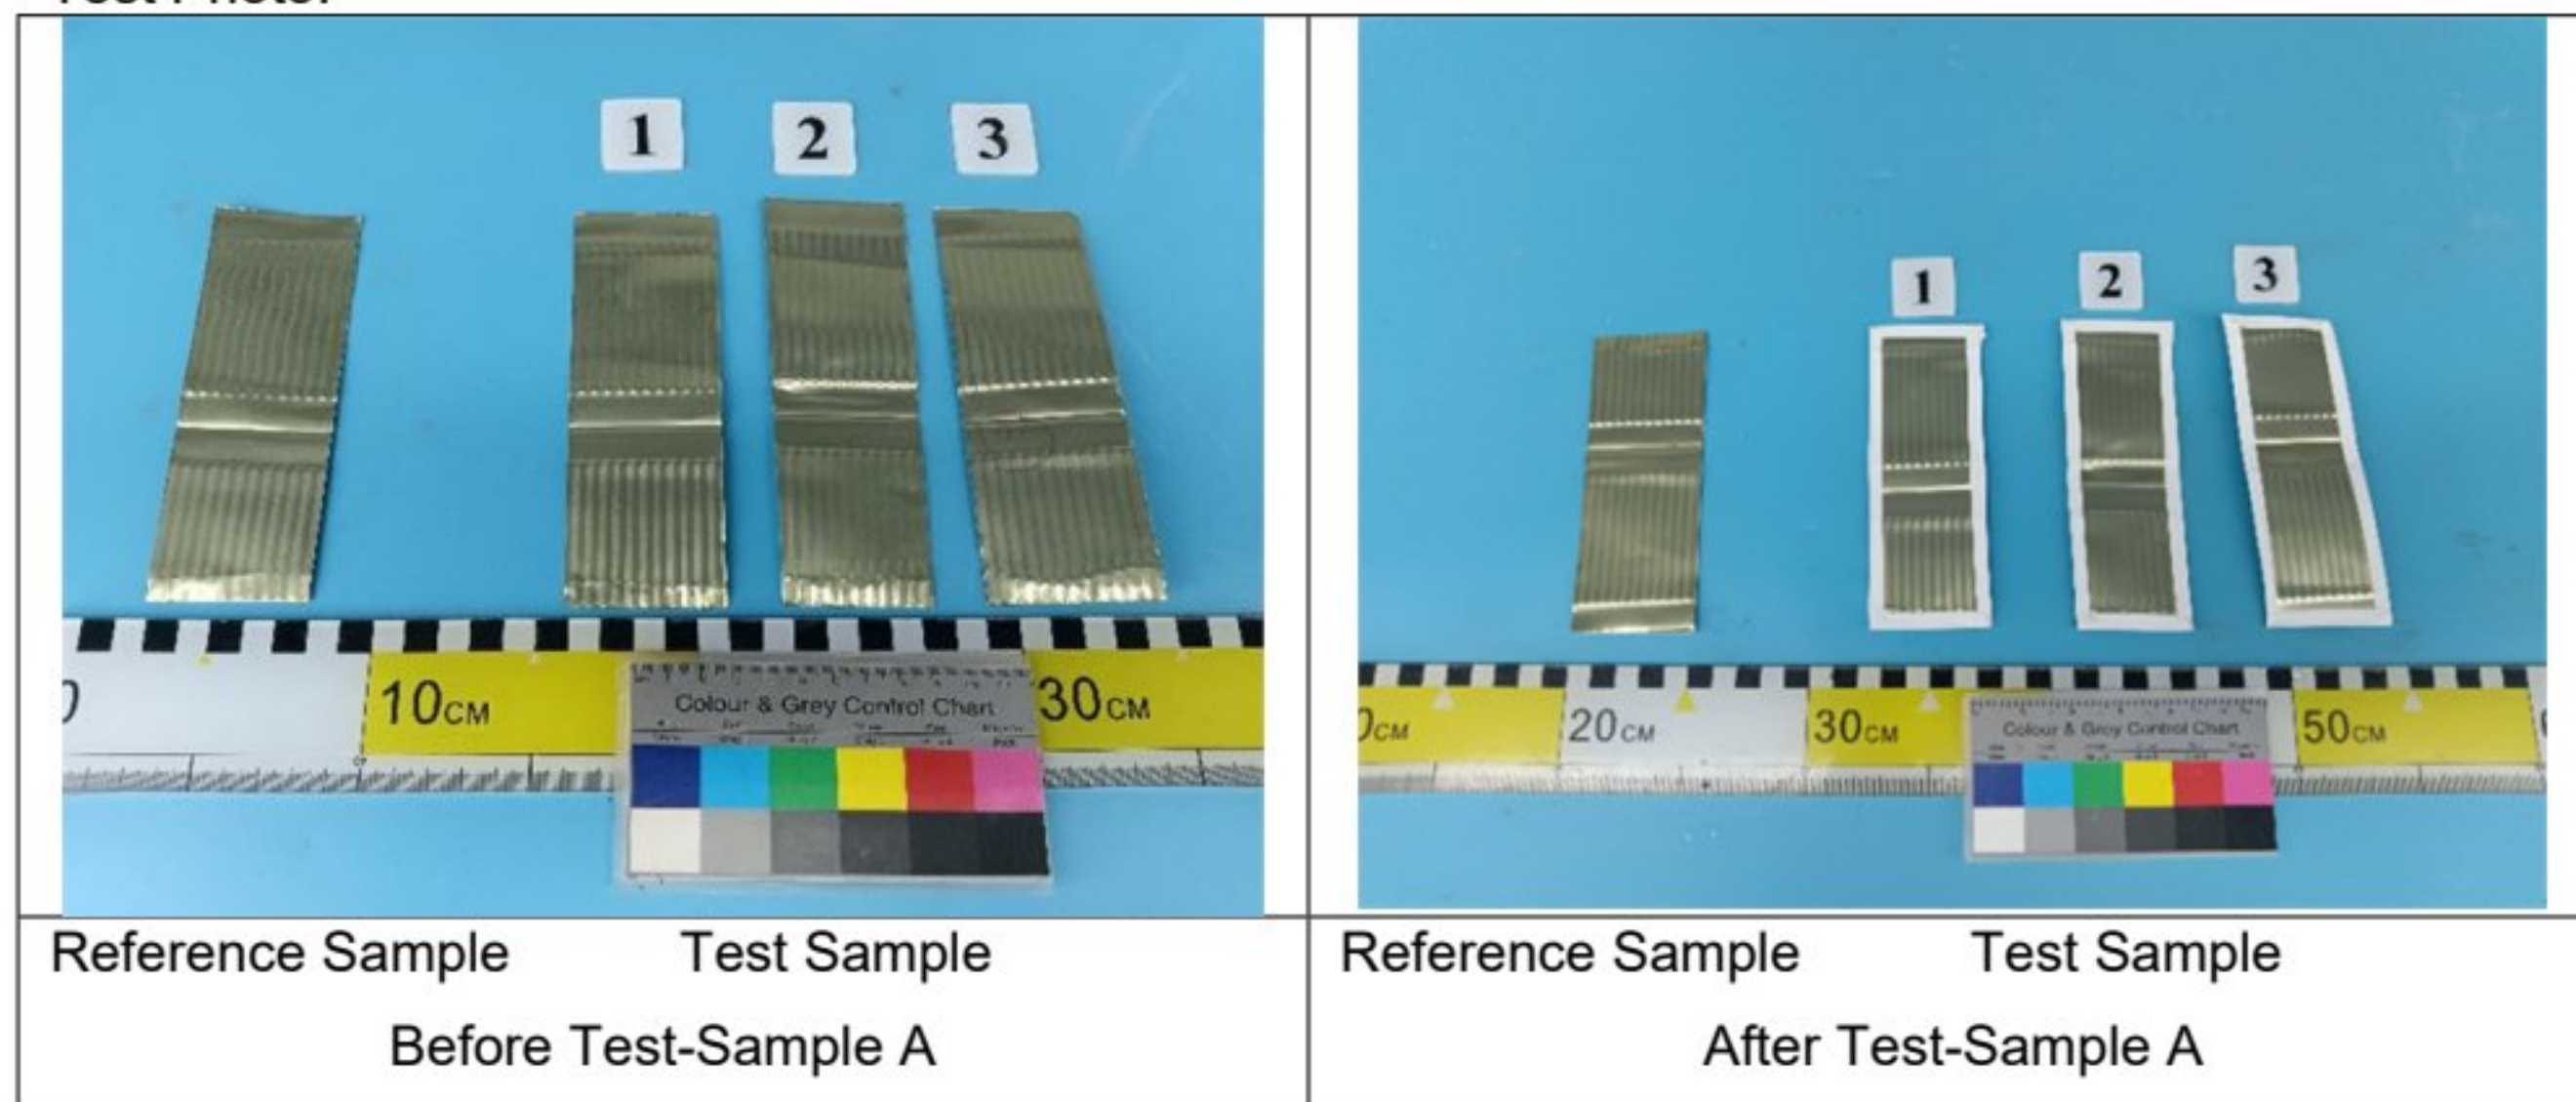 1 2 3
10CM
30CM
Colour & Grey Control Chart
1 2 3
20CM
30CM
50CM
Colour & Grey Control Chart
Reference Sample Test Sample
Reference Sample Test Sample
Before Test-Sample A
After Test-Sample A